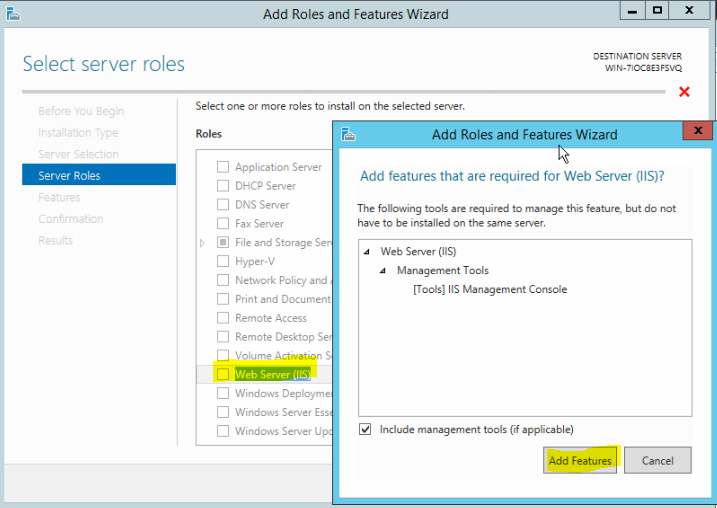 Add Roles and Features Wizard
Select server roles
DESTINATION SERVER
WIN-7IOC8E3FSVQ
Before You Begin
Installation Type
Server Selection
Server Roles
Features
Confirmation
Results
Select one or more roles to install on the selected server.
Roles
Application Server
DHCP Server
DNS Server
Fax Server
File and Storage Serv
Hyper-V
Network Policy and A
Print and Document
Remote Access
Remote Desktop Ser
Volume Activation Se
Web Server (IIS)
Windows Deployme
Windows Server Esse
Windows Server Upd
Add Roles and Features Wizard
Add features that are required for Web Server (IIS)?
The following tools are required to manage this feature, but do not
have to be installed on the same server.
Web Server (IIS)
Management Tools
[Tools] IIS Management Console
Include management tools (if applicable)
Add Features
Cancel